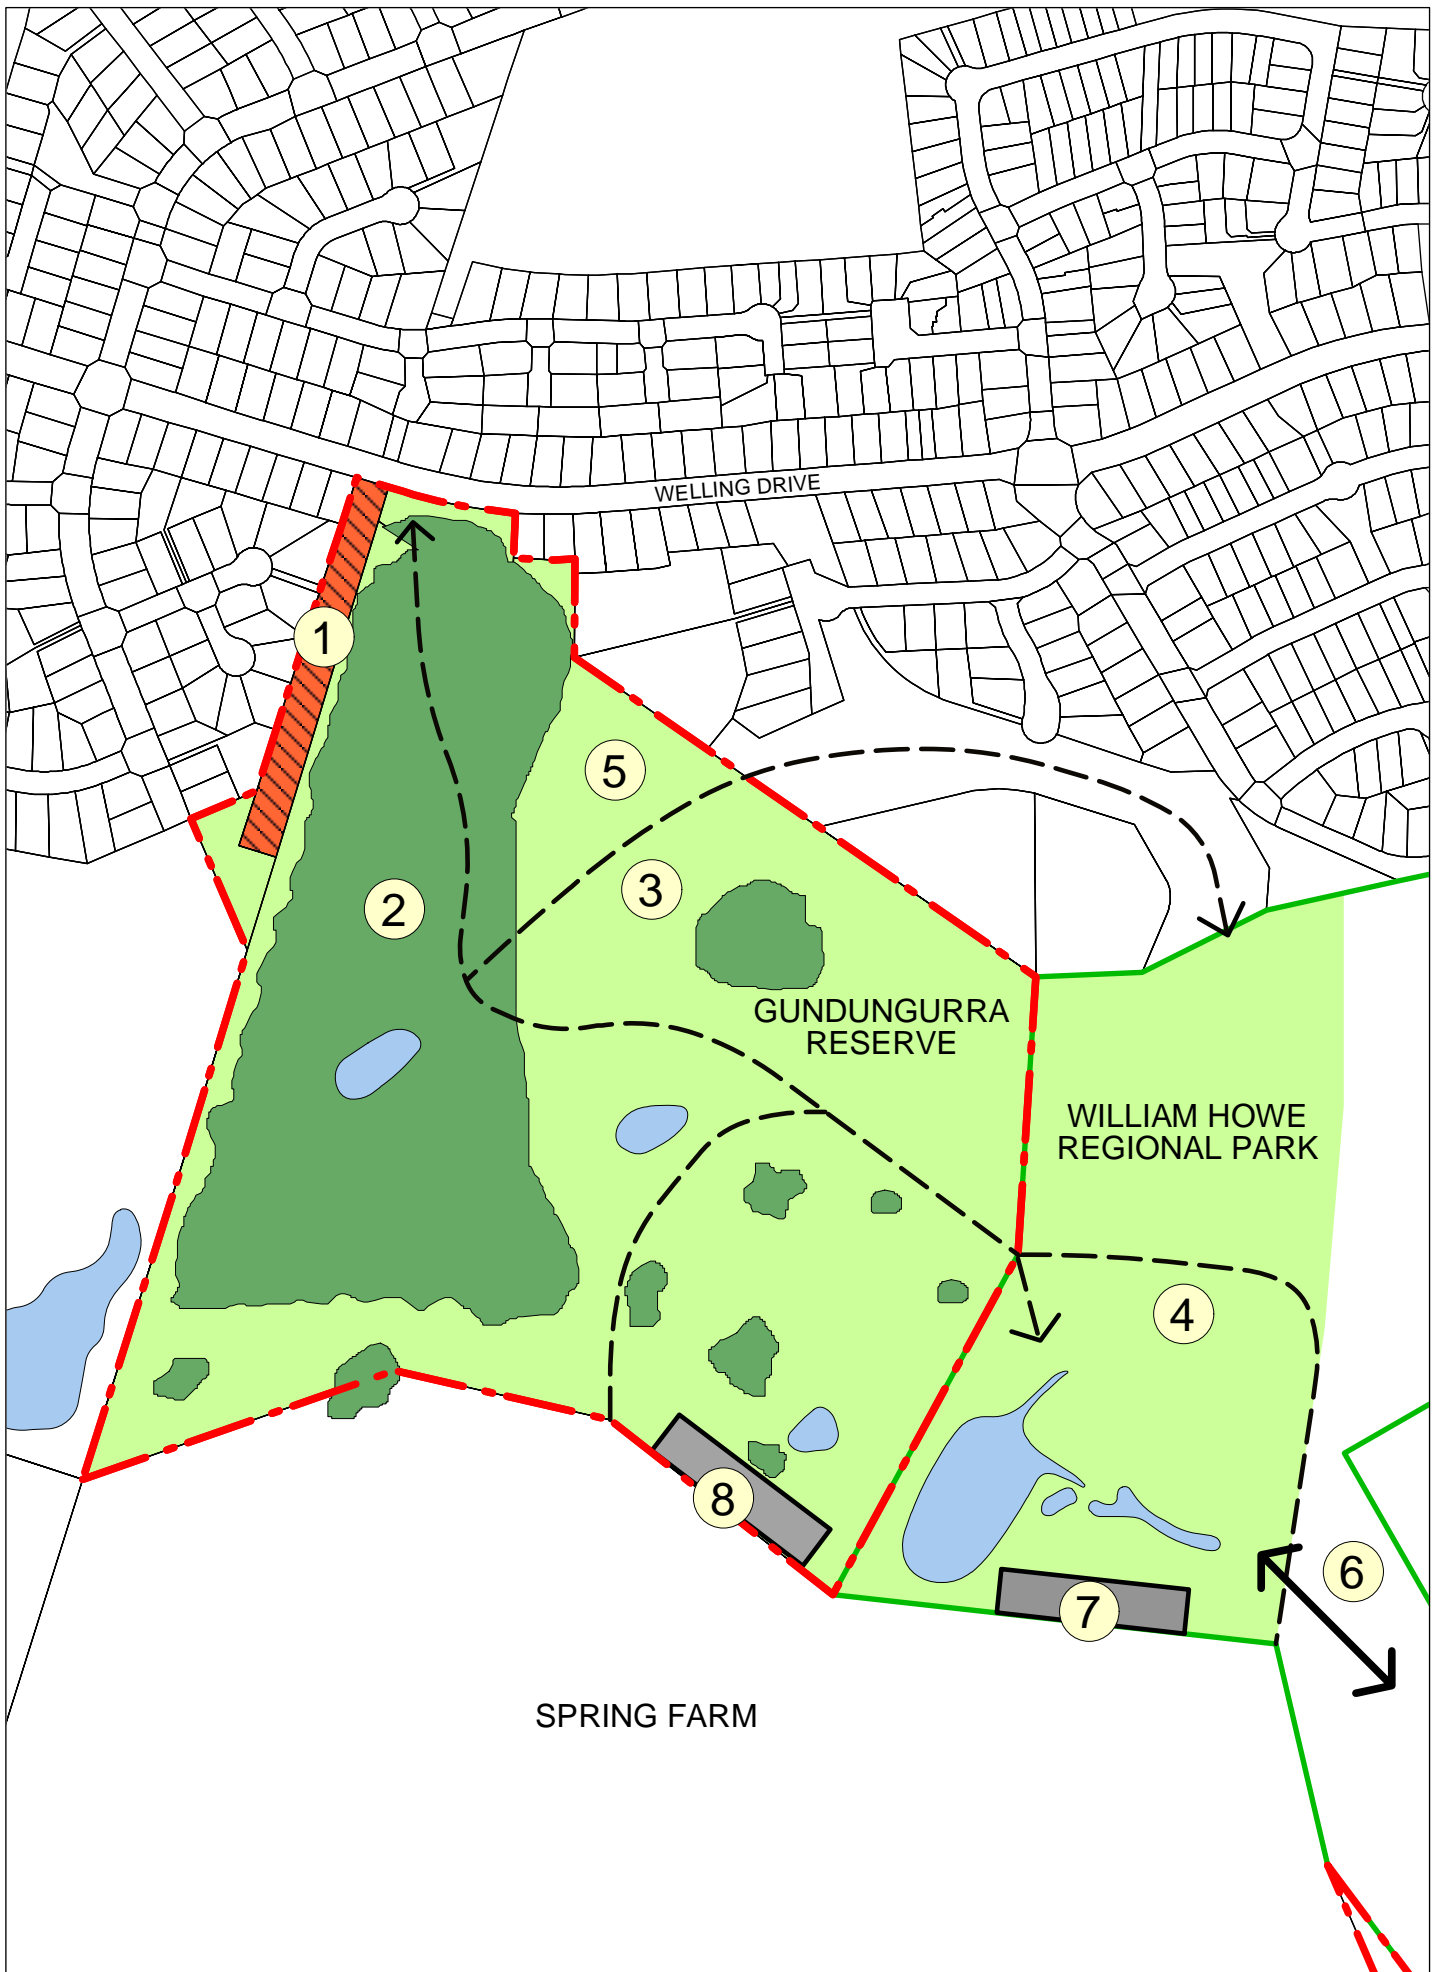 WELLING DRIVE
1
5
3
2
GUNDUNGURRA
RESERVE
WILLIAM HOWE
REGIONAL PARK
4
8
6
7
SPRING FARM